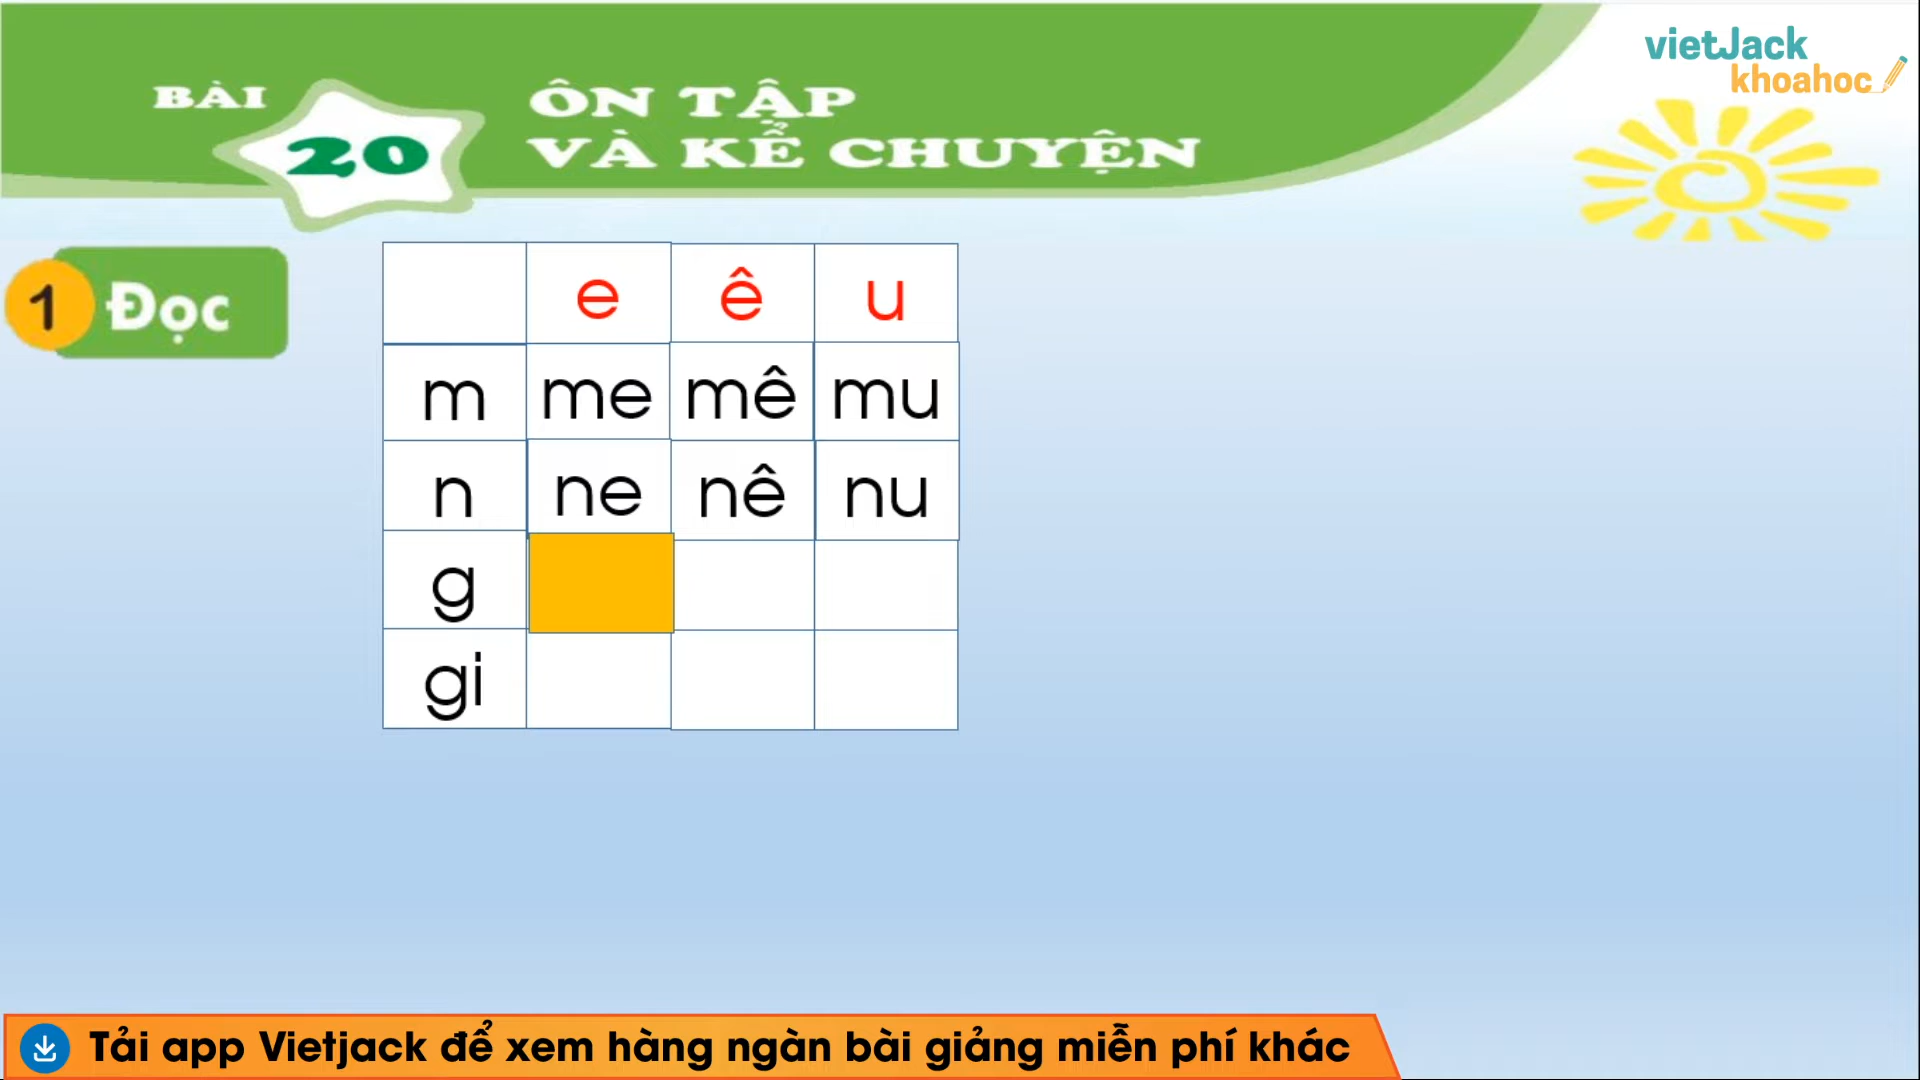 vietJack
khoahoc
BÀI
20
ÔN TẬP
VÀ KỂ CHUYỆN
1 Đọc
e ê u
m me mê mu
n ne nê nu
g
gi
Tải app Vietjack để xem hàng ngàn bài giảng miễn phí khác